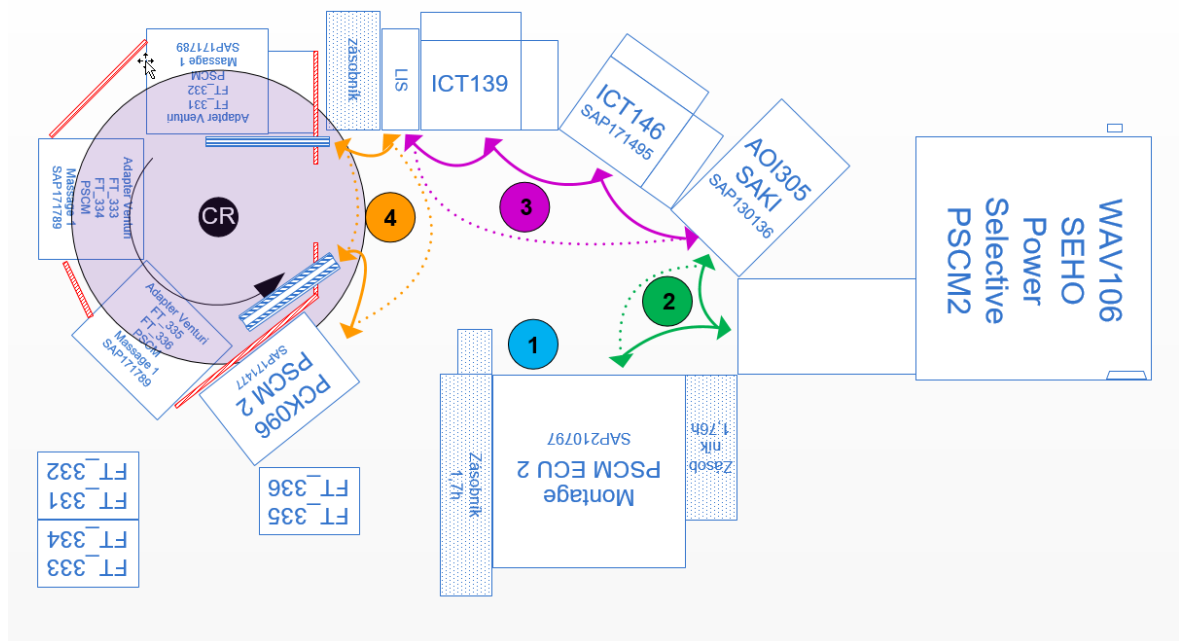 SAP171789
Massage 1
PSCM
FT_332
FT_331
Adapter Venturi
zásobník
LIS
ICT139
ICT146
SAP171495
AOI305
SAKI
SAP130136
WAV106
SEHO
Power
Selective
PSCM2
Adapter Venturi
FT_333
FT_334
PSCM
Massage 1
SAP171789
CR
4
3
2
1
Adapter Venturi
FT_335
FT_336
PSCM
Massage 1
SAP171789
PCK096
PSCM 2
SAP171477
Zásobník
1,7h
Montage
PSCM ECU 2
SAP210797
Zásob
ník
1,76h
FT_331
FT_332
FT_333
FT_334
FT_335
FT_336